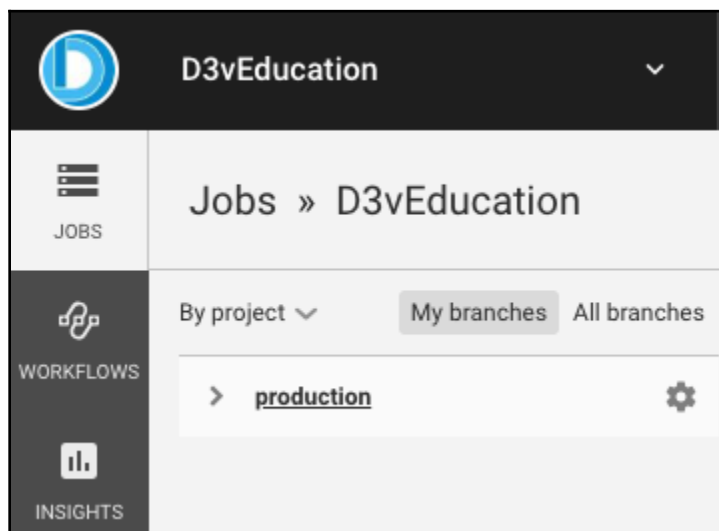 D3vEducation
JOBS
Jobs » D3vEducation
By project My branches All branches
WORKFLOWS
production
INSIGHTS